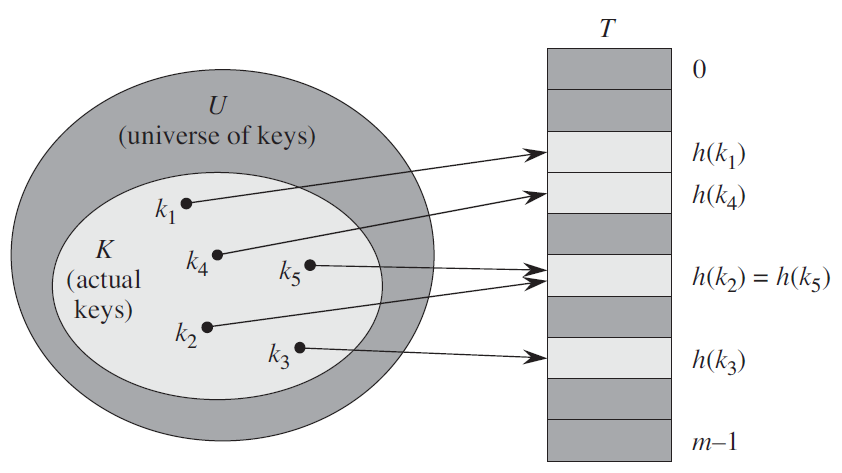 T
0
U
(universe of keys)
h(k₁)
k₁
h(k₄)
K
(actual
keys)
k₄
k₅
h(k₂) = h(k₅)
k₂
k₃
h(k₃)
m–1